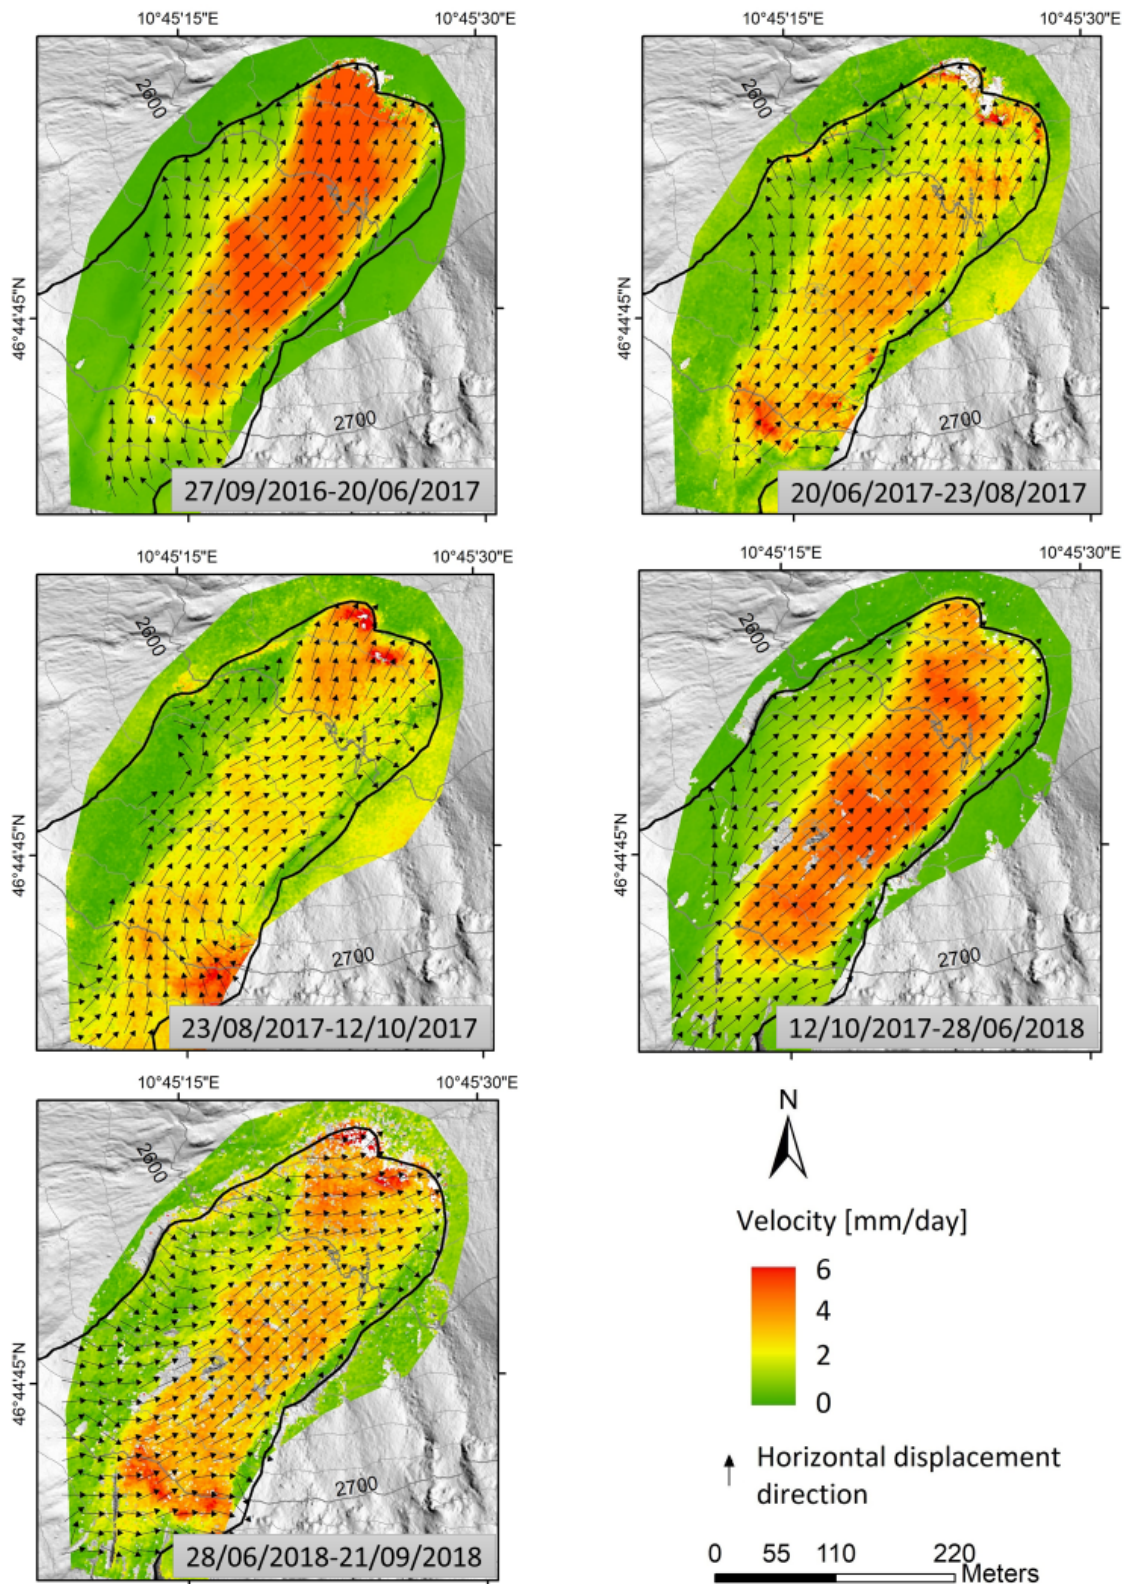 10°45'15"E
10°45'30"E
10°45'15"E
10°45'30"E
2600
2600
46°44'45"N
46°44'45"N
2700
2700
27/09/2016-20/06/2017
20/06/2017-23/08/2017
10°45'15"E
10°45'30"E
10°45'15"E
10°45'30"E
2600
2600
46°44'45"N
46°44'45"N
2700
2700
23/08/2017-12/10/2017
12/10/2017-28/06/2018
10°45'15"E
10°45'30"E
2600
46°44'45"N
2700
28/06/2018-21/09/2018
N
Velocity [mm/day]
6
4
2
0
Horizontal displacement
direction
0 55 110 220
Meters